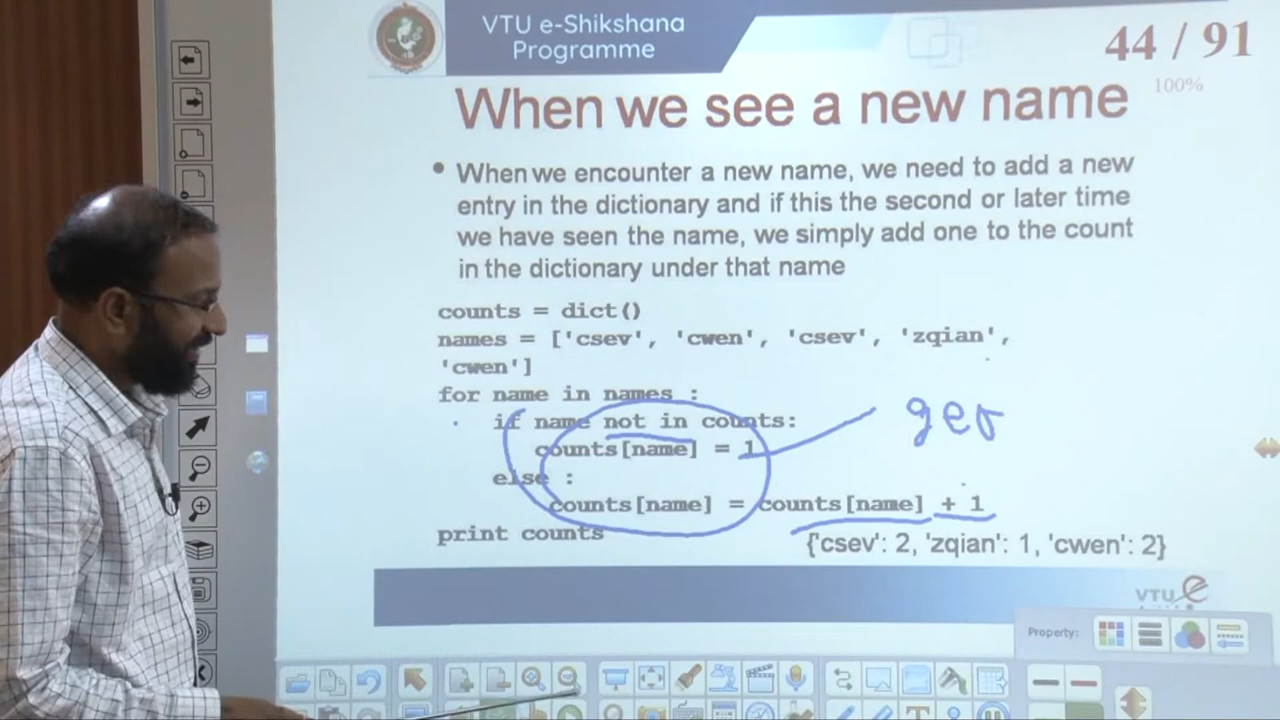 VTU e-Shikshana
Programme
44 / 91
100%
When we see a new name
• When we encounter a new name, we need to add a new
entry in the dictionary and if this the second or later time
we have seen the name, we simply add one to the count
in the dictionary under that name
counts = dict()
names = ['csev', 'cwen', 'csev', 'zqian',
'cwen']
for name in names :
if name not in counts:
counts[name] = 1
else :
counts[name] = counts[name] + 1
print counts
{'csev': 2, 'zqian': 1, 'cwen': 2}
VTU e
Property: